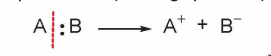 A : B ⟶ A⁺ + B⁻